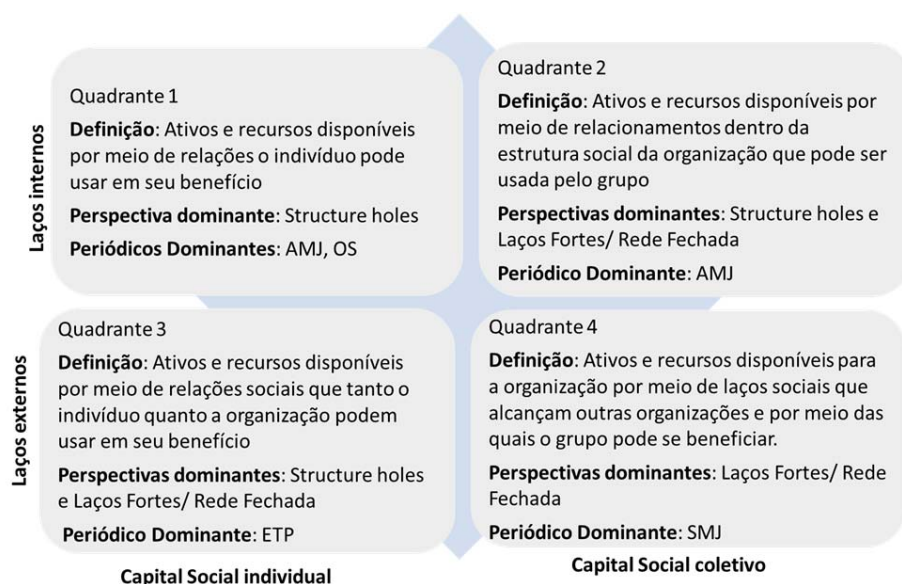 Laços internos
Quadrante 1
Definição: Ativos e recursos disponíveis
por meio de relações o indivíduo pode
usar em seu benefício
Perspectiva dominante: Structure holes
Periódicos Dominantes: AMJ, OS
Quadrante 2
Definição: Ativos e recursos disponíveis por
meio de relacionamentos dentro da
estrutura social da organização que pode ser
usada pelo grupo
Perspectivas dominantes: Structure holes e
Laços Fortes/ Rede Fechada
Periódico Dominante: AMJ
Laços externos
Quadrante 3
Definição: Ativos e recursos disponíveis
por meio de relações sociais que tanto o
indivíduo quanto a organização podem
usar em seu benefício
Perspectivas dominantes: Structure holes
e Laços Fortes/ Rede Fechada
Periódico Dominante: ETP
Quadrante 4
Definição: Ativos e recursos disponíveis para
a organização por meio de laços sociais que
alcançam outras organizações e por meio das
quais o grupo pode se beneficiar.
Perspectivas dominantes: Laços Fortes/ Rede
Fechada
Periódico Dominante: SMJ
Capital Social individual
Capital Social coletivo